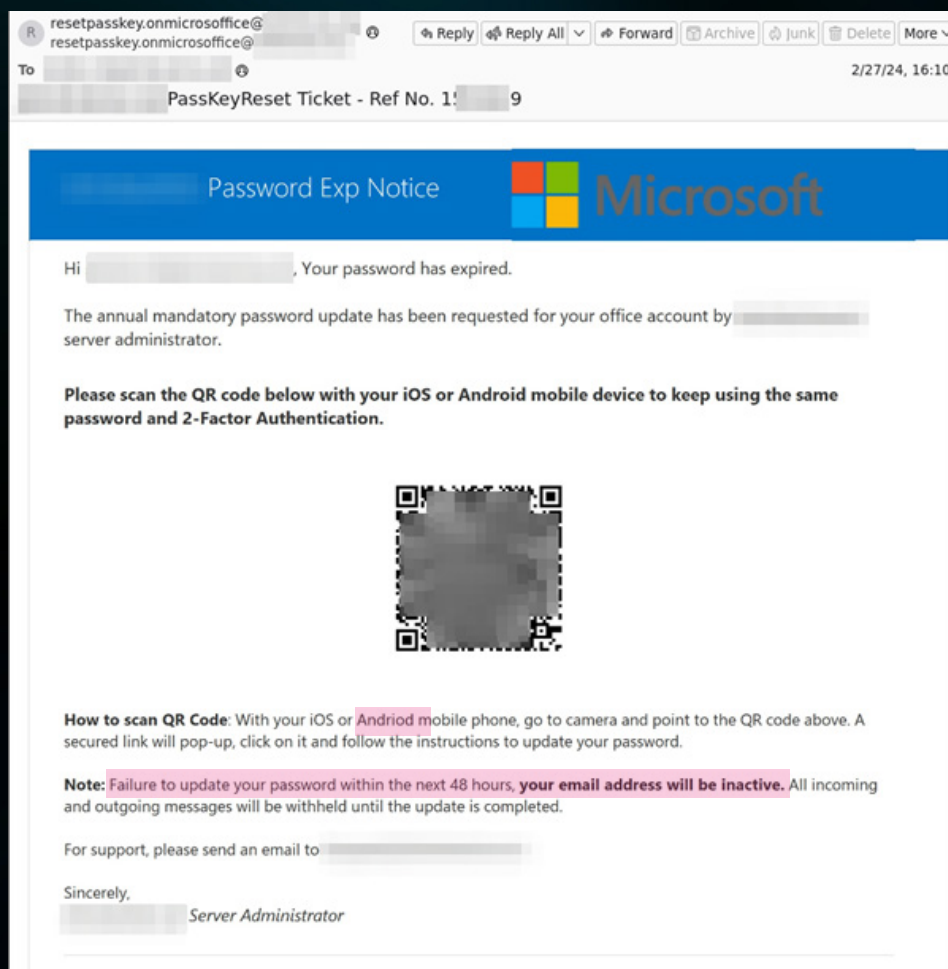 R
resetpasskey.onmicrosoffice@
resetpasskey.onmicrosoffice@
Reply Reply All Forward Archive Junk Delete More
To
2/27/24, 16:10
PassKeyReset Ticket - Ref No. 1 9
Password Exp Notice Microsoft
Hi , Your password has expired.
The annual mandatory password update has been requested for your office account by
server administrator.
Please scan the QR code below with your iOS or Android mobile device to keep using the same
password and 2-Factor Authentication.
How to scan QR Code: With your iOS or Andriod mobile phone, go to camera and point to the QR code above. A
secured link will pop-up, click on it and follow the instructions to update your password.
Note: Failure to update your password within the next 48 hours, your email address will be inactive. All incoming
and outgoing messages will be withheld until the update is completed.
For support, please send an email to
Sincerely,
Server Administrator